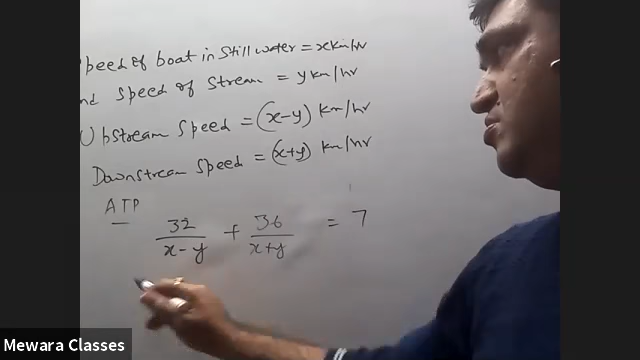 Speed of boat in still water = x km/hr
and speed of stream = y km/hr
Upstream Speed = (x-y) km/hr
Downstream speed = (x+y) km/hr
ATP
32/x-y + 36/x+y = 7
Mewara Classes